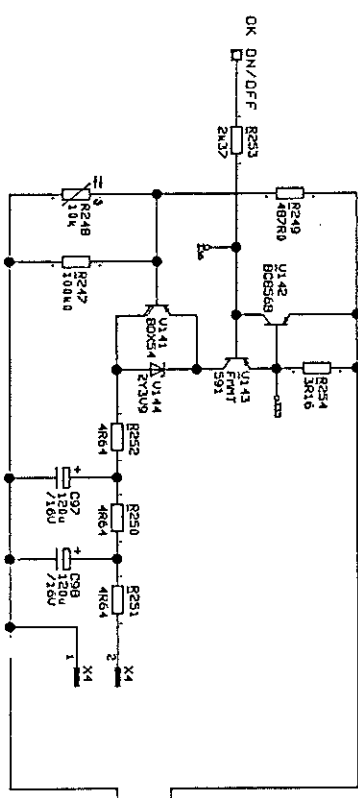 OK ON/OFF
R253
2K37
R249
487R0
V142
BC856B
R254
3R16
V143
FMMT
591
V141
BDX54
V144
2Y3V9
R248
10k
R247
100k0
R252
4R64
R250
4R64
R251
4R64
C97
120u
/16V
C98
120u
/16V
X4
2
X4
1